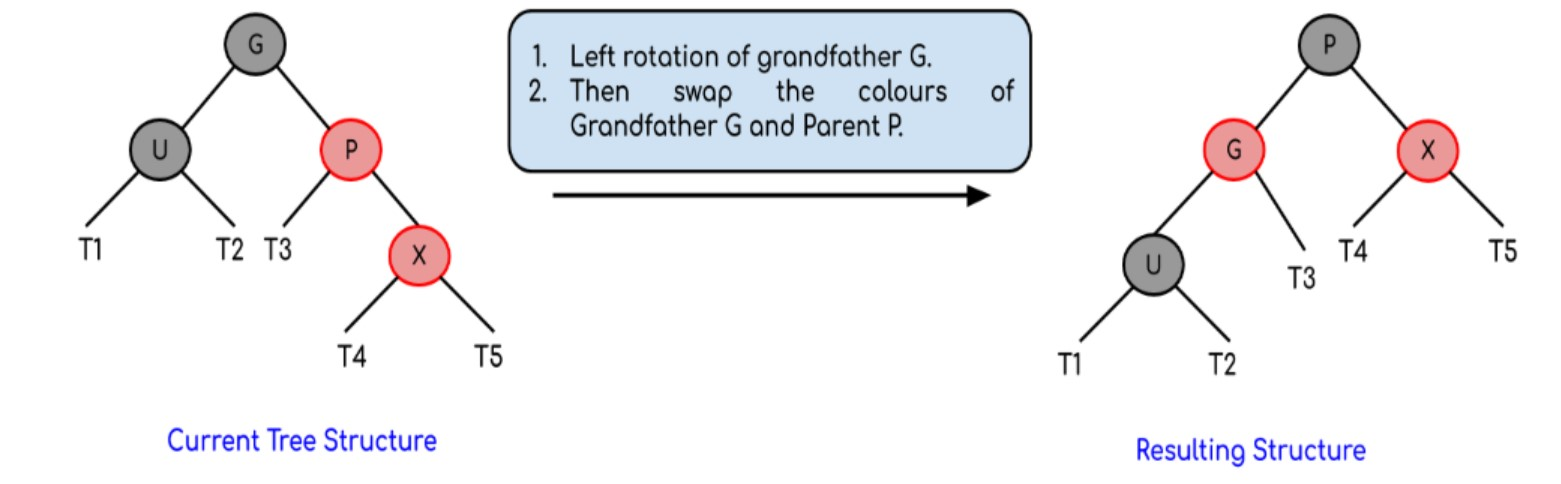 G
1. Left rotation of grandfather G.
2. Then swap the colours of
Grandfather G and Parent P.
P
U
P
G
X
T1
T2
T3
X
U
T3
T4
T5
T4
T5
T1
T2
Current Tree Structure
Resulting Structure